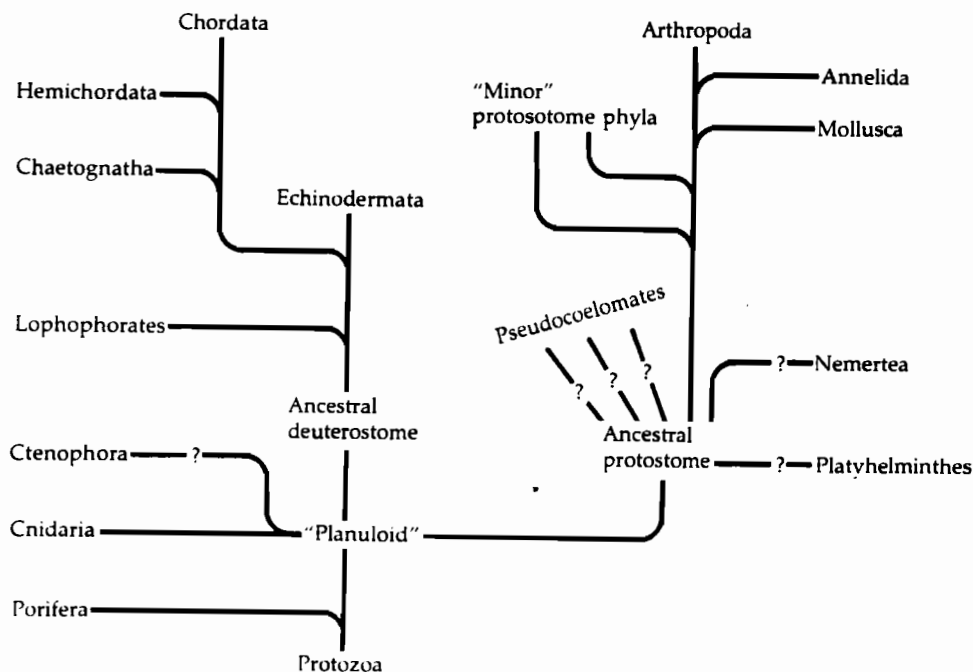 Chordata
Arthropoda
Hemichordata
"Minor"
protosotome phyla
Annelida
Mollusca
Chaetognatha
Echinodermata
Lophophorates
Pseudocoelomates
? ? ?
? Nemertea
Ancestral
deuterostome
Ancestral
protostome
Ctenophora ?
? Platyhelminthes
Cnidaria
"Planuloid"
Porifera
Protozoa